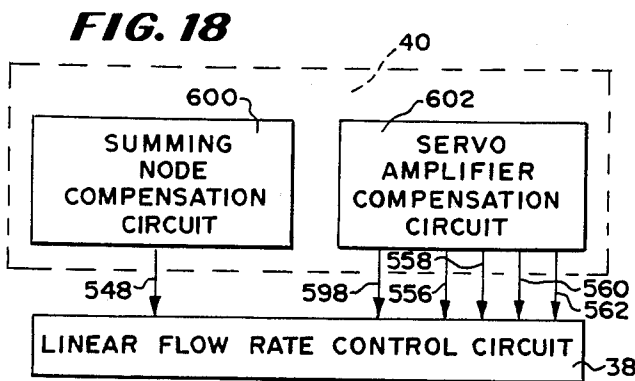 FIG. 18
40
600
602
SUMMING
NODE
COMPENSATION
CIRCUIT
SERVO
AMPLIFIER
COMPENSATION
CIRCUIT
548
598
556
558
560
562
LINEAR FLOW RATE CONTROL CIRCUIT
38